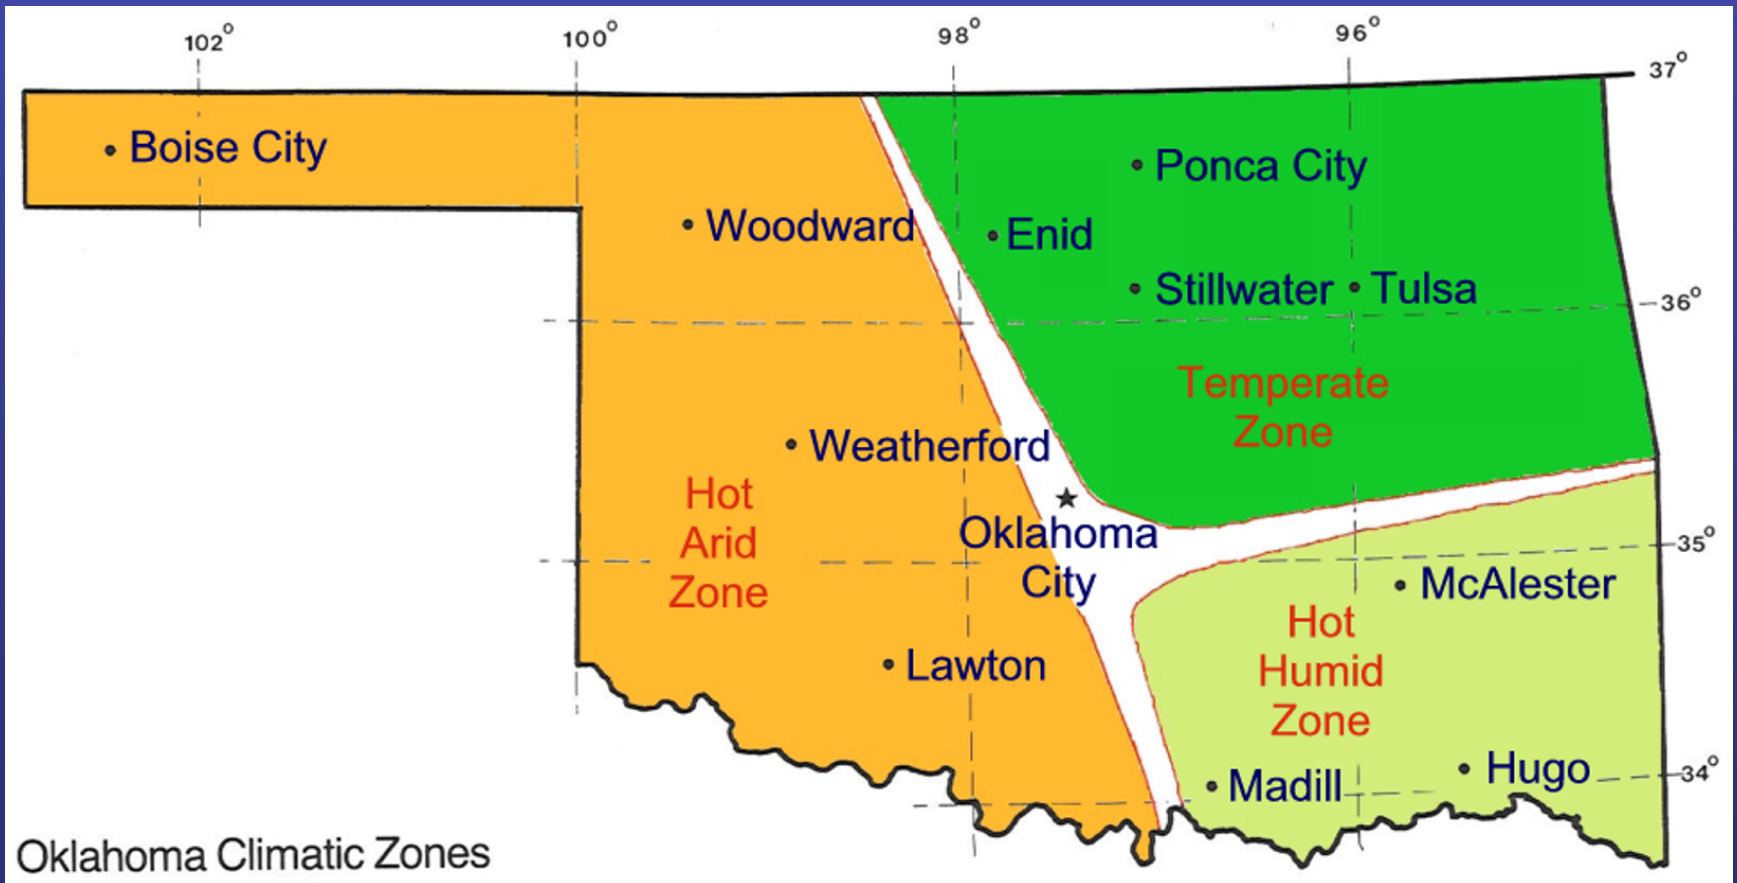 102°
100°
98°
96°
37°
Boise City
Ponca City
Woodward
Enid
Stillwater
Tulsa
36°
Temperate
Zone
Weatherford
Hot
Arid
Zone
Oklahoma
City
35°
McAlester
Hot
Humid
Zone
Lawton
Madill
Hugo
34°
Oklahoma Climatic Zones